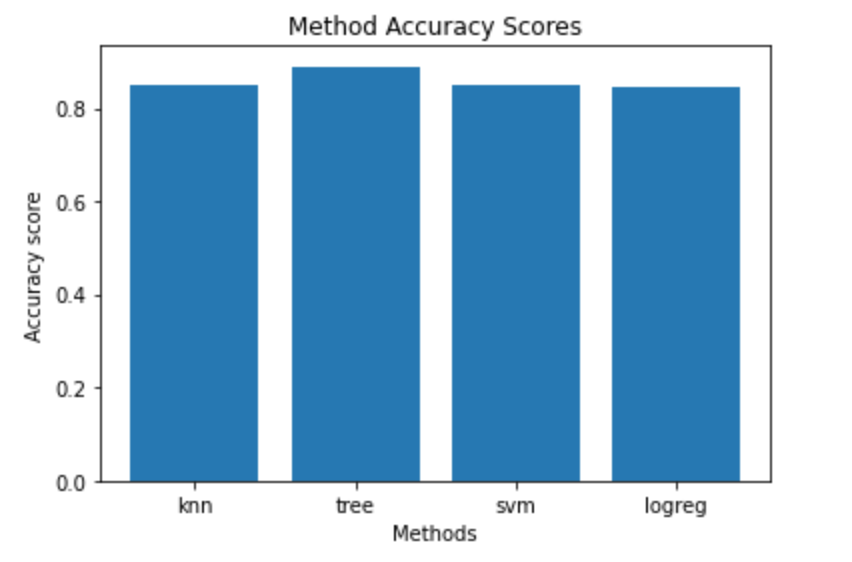 Method Accuracy Scores
Accuracy score
0.8
0.6
0.4
0.2
0.0
knn tree svm logreg
Methods